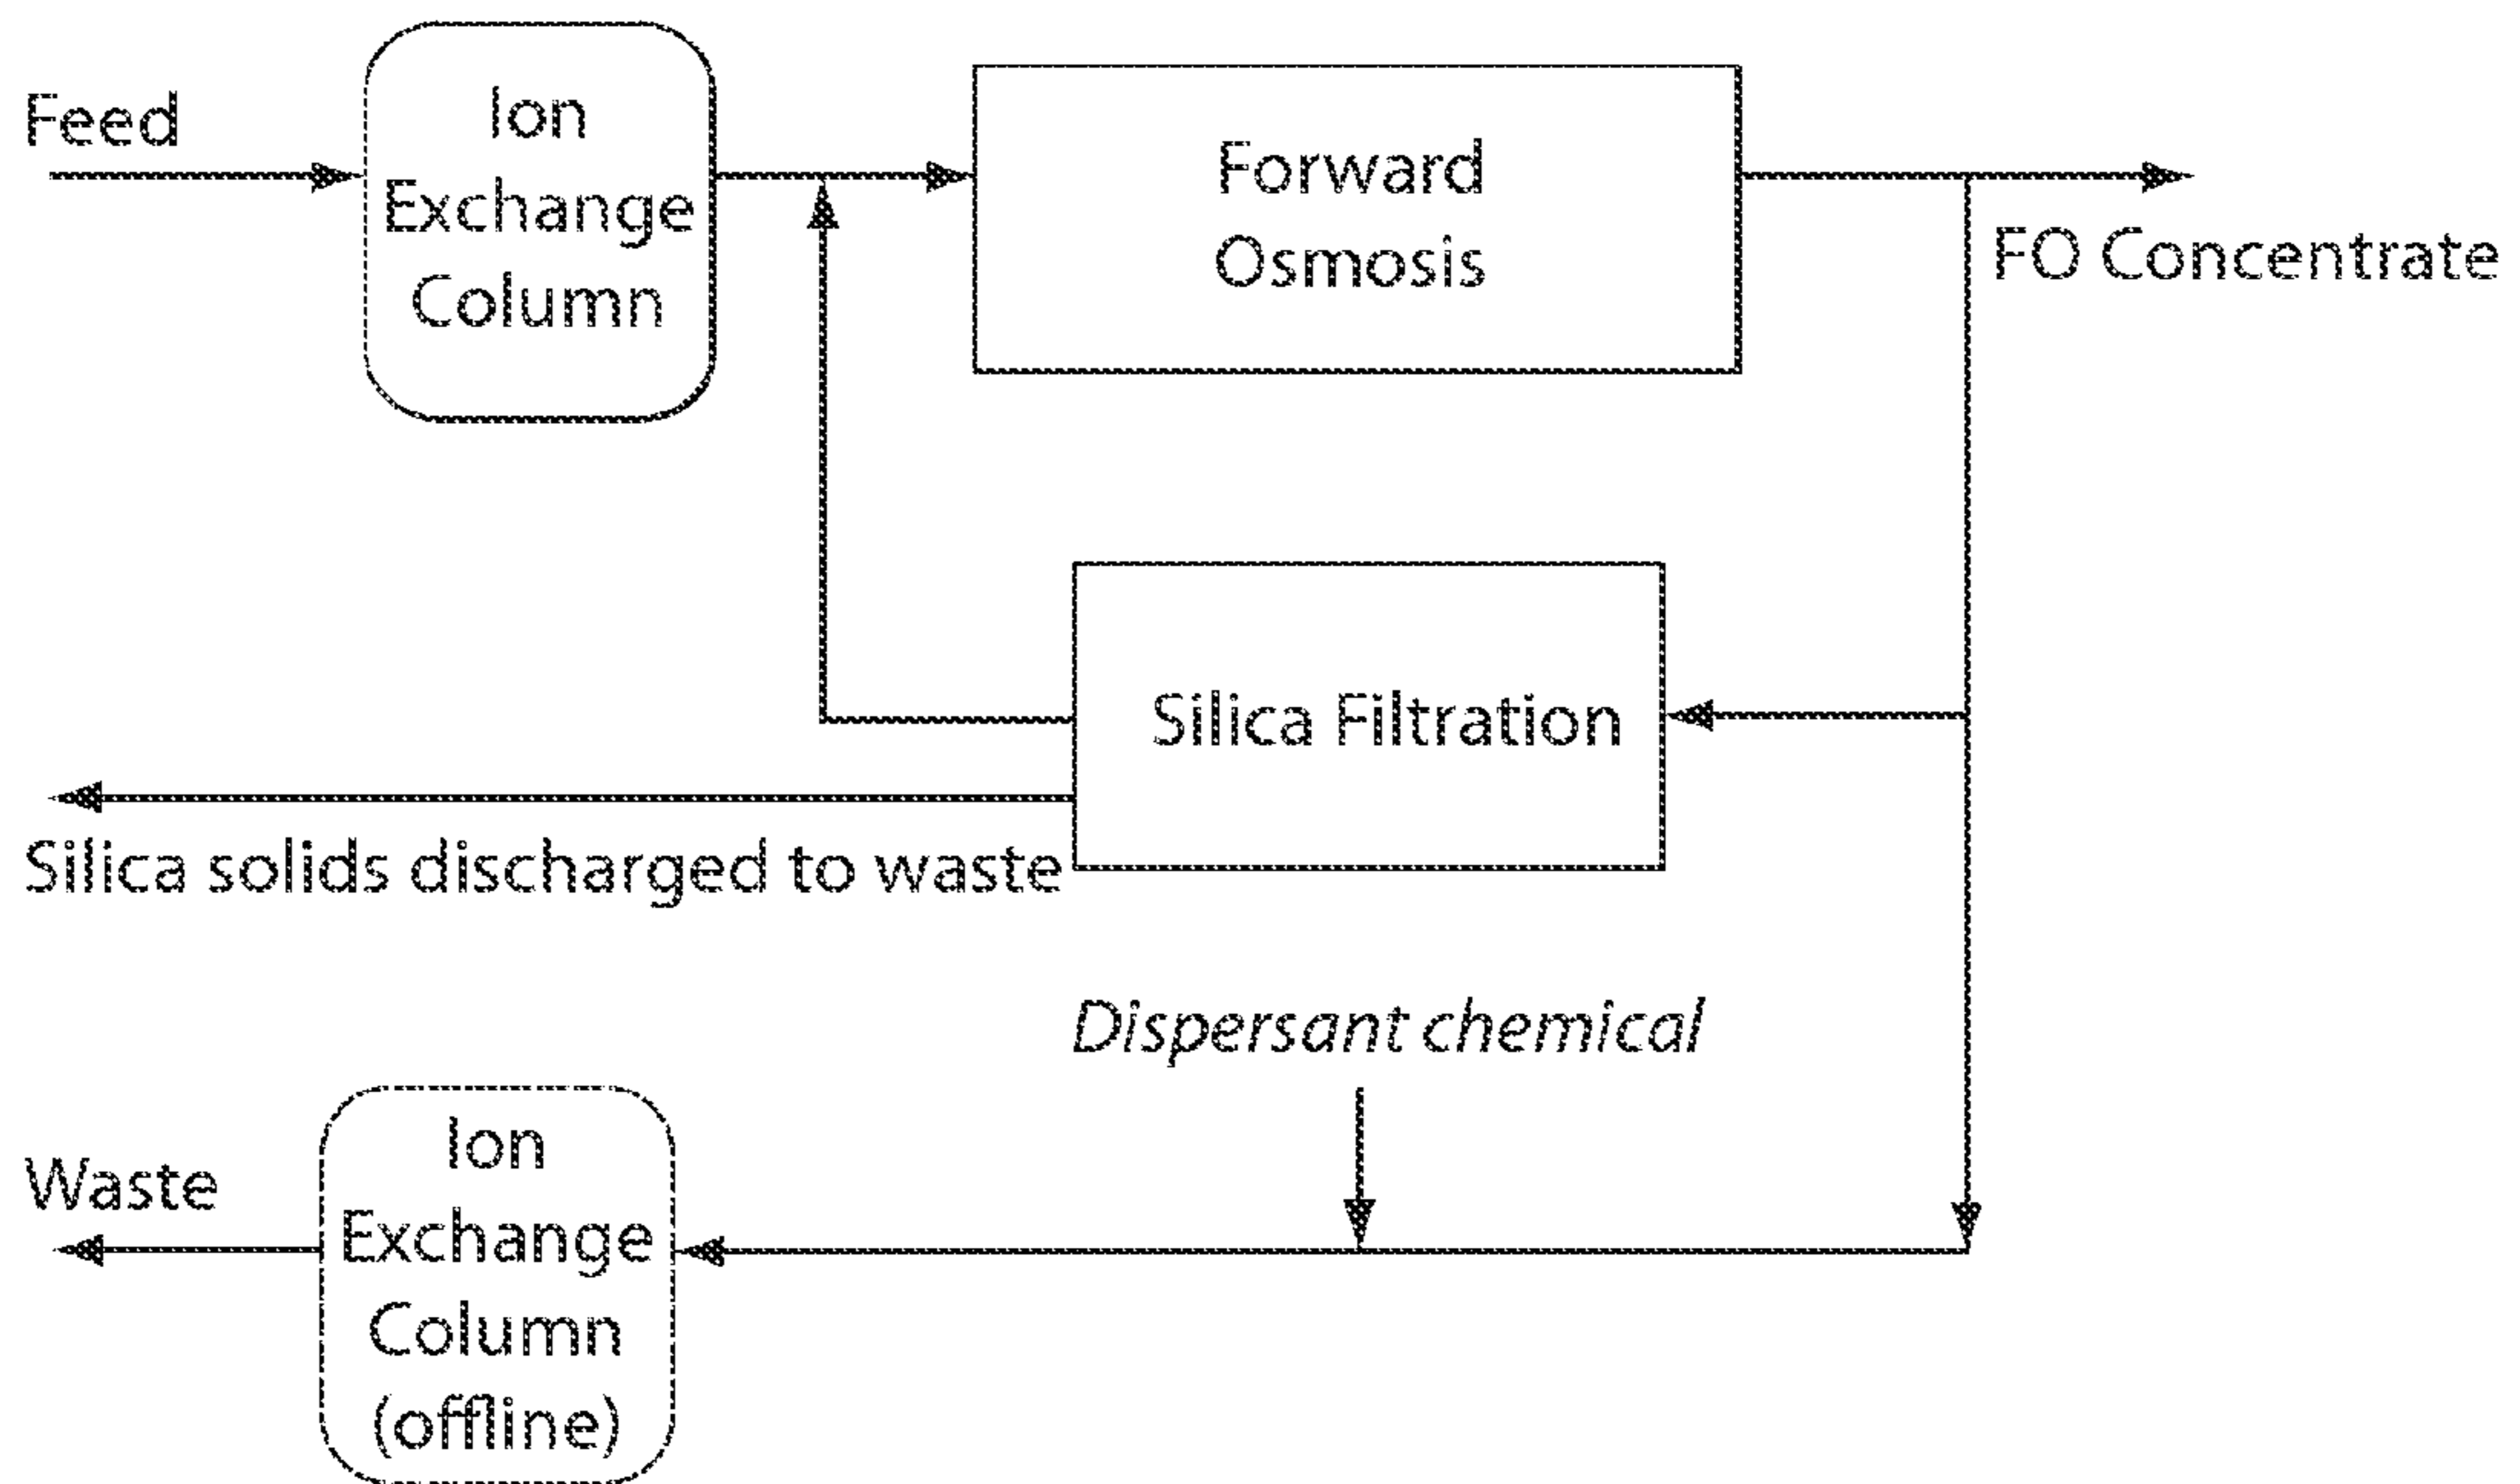 Feed
Ion
Exchange
Column
Forward
Osmosis
FO Concentrate
Silica Filtration
Silica solids discharged to waste
Dispersant chemical
Waste
Ion
Exchange
Column
(offline)